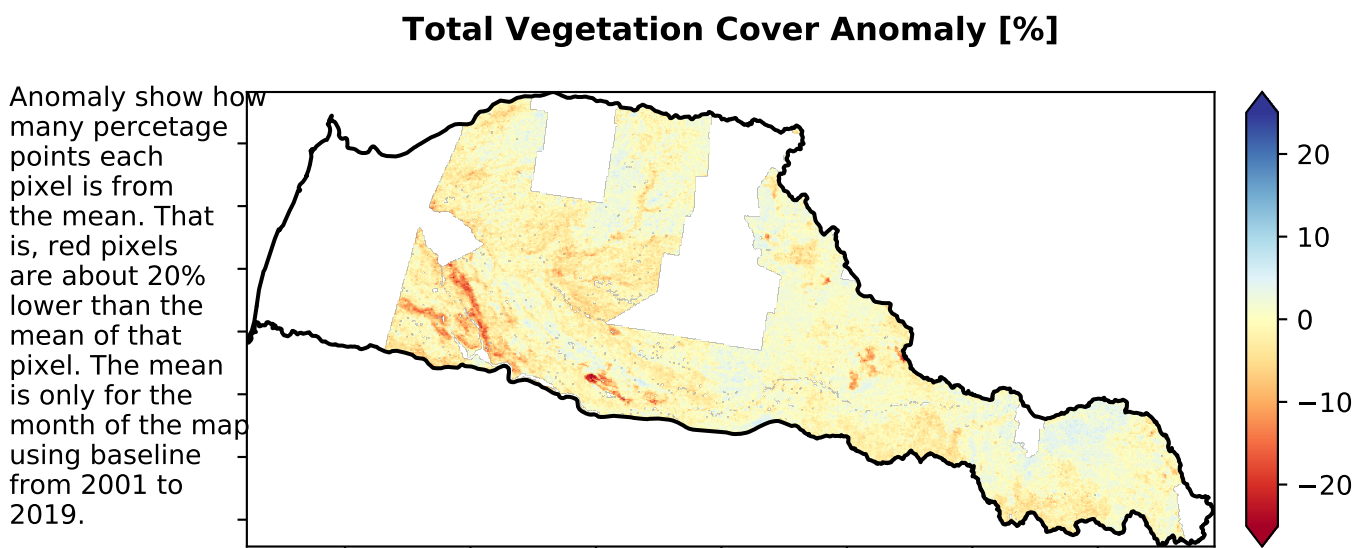 Total Vegetation Cover Anomaly [%]
Anomaly show how
many percetage
points each
pixel is from
the mean. That
is, red pixels
are about 20%
lower than the
mean of that
pixel. The mean
is only for the
month of the map
using baseline
from 2001 to
2019.
20
10
0
−10
−20